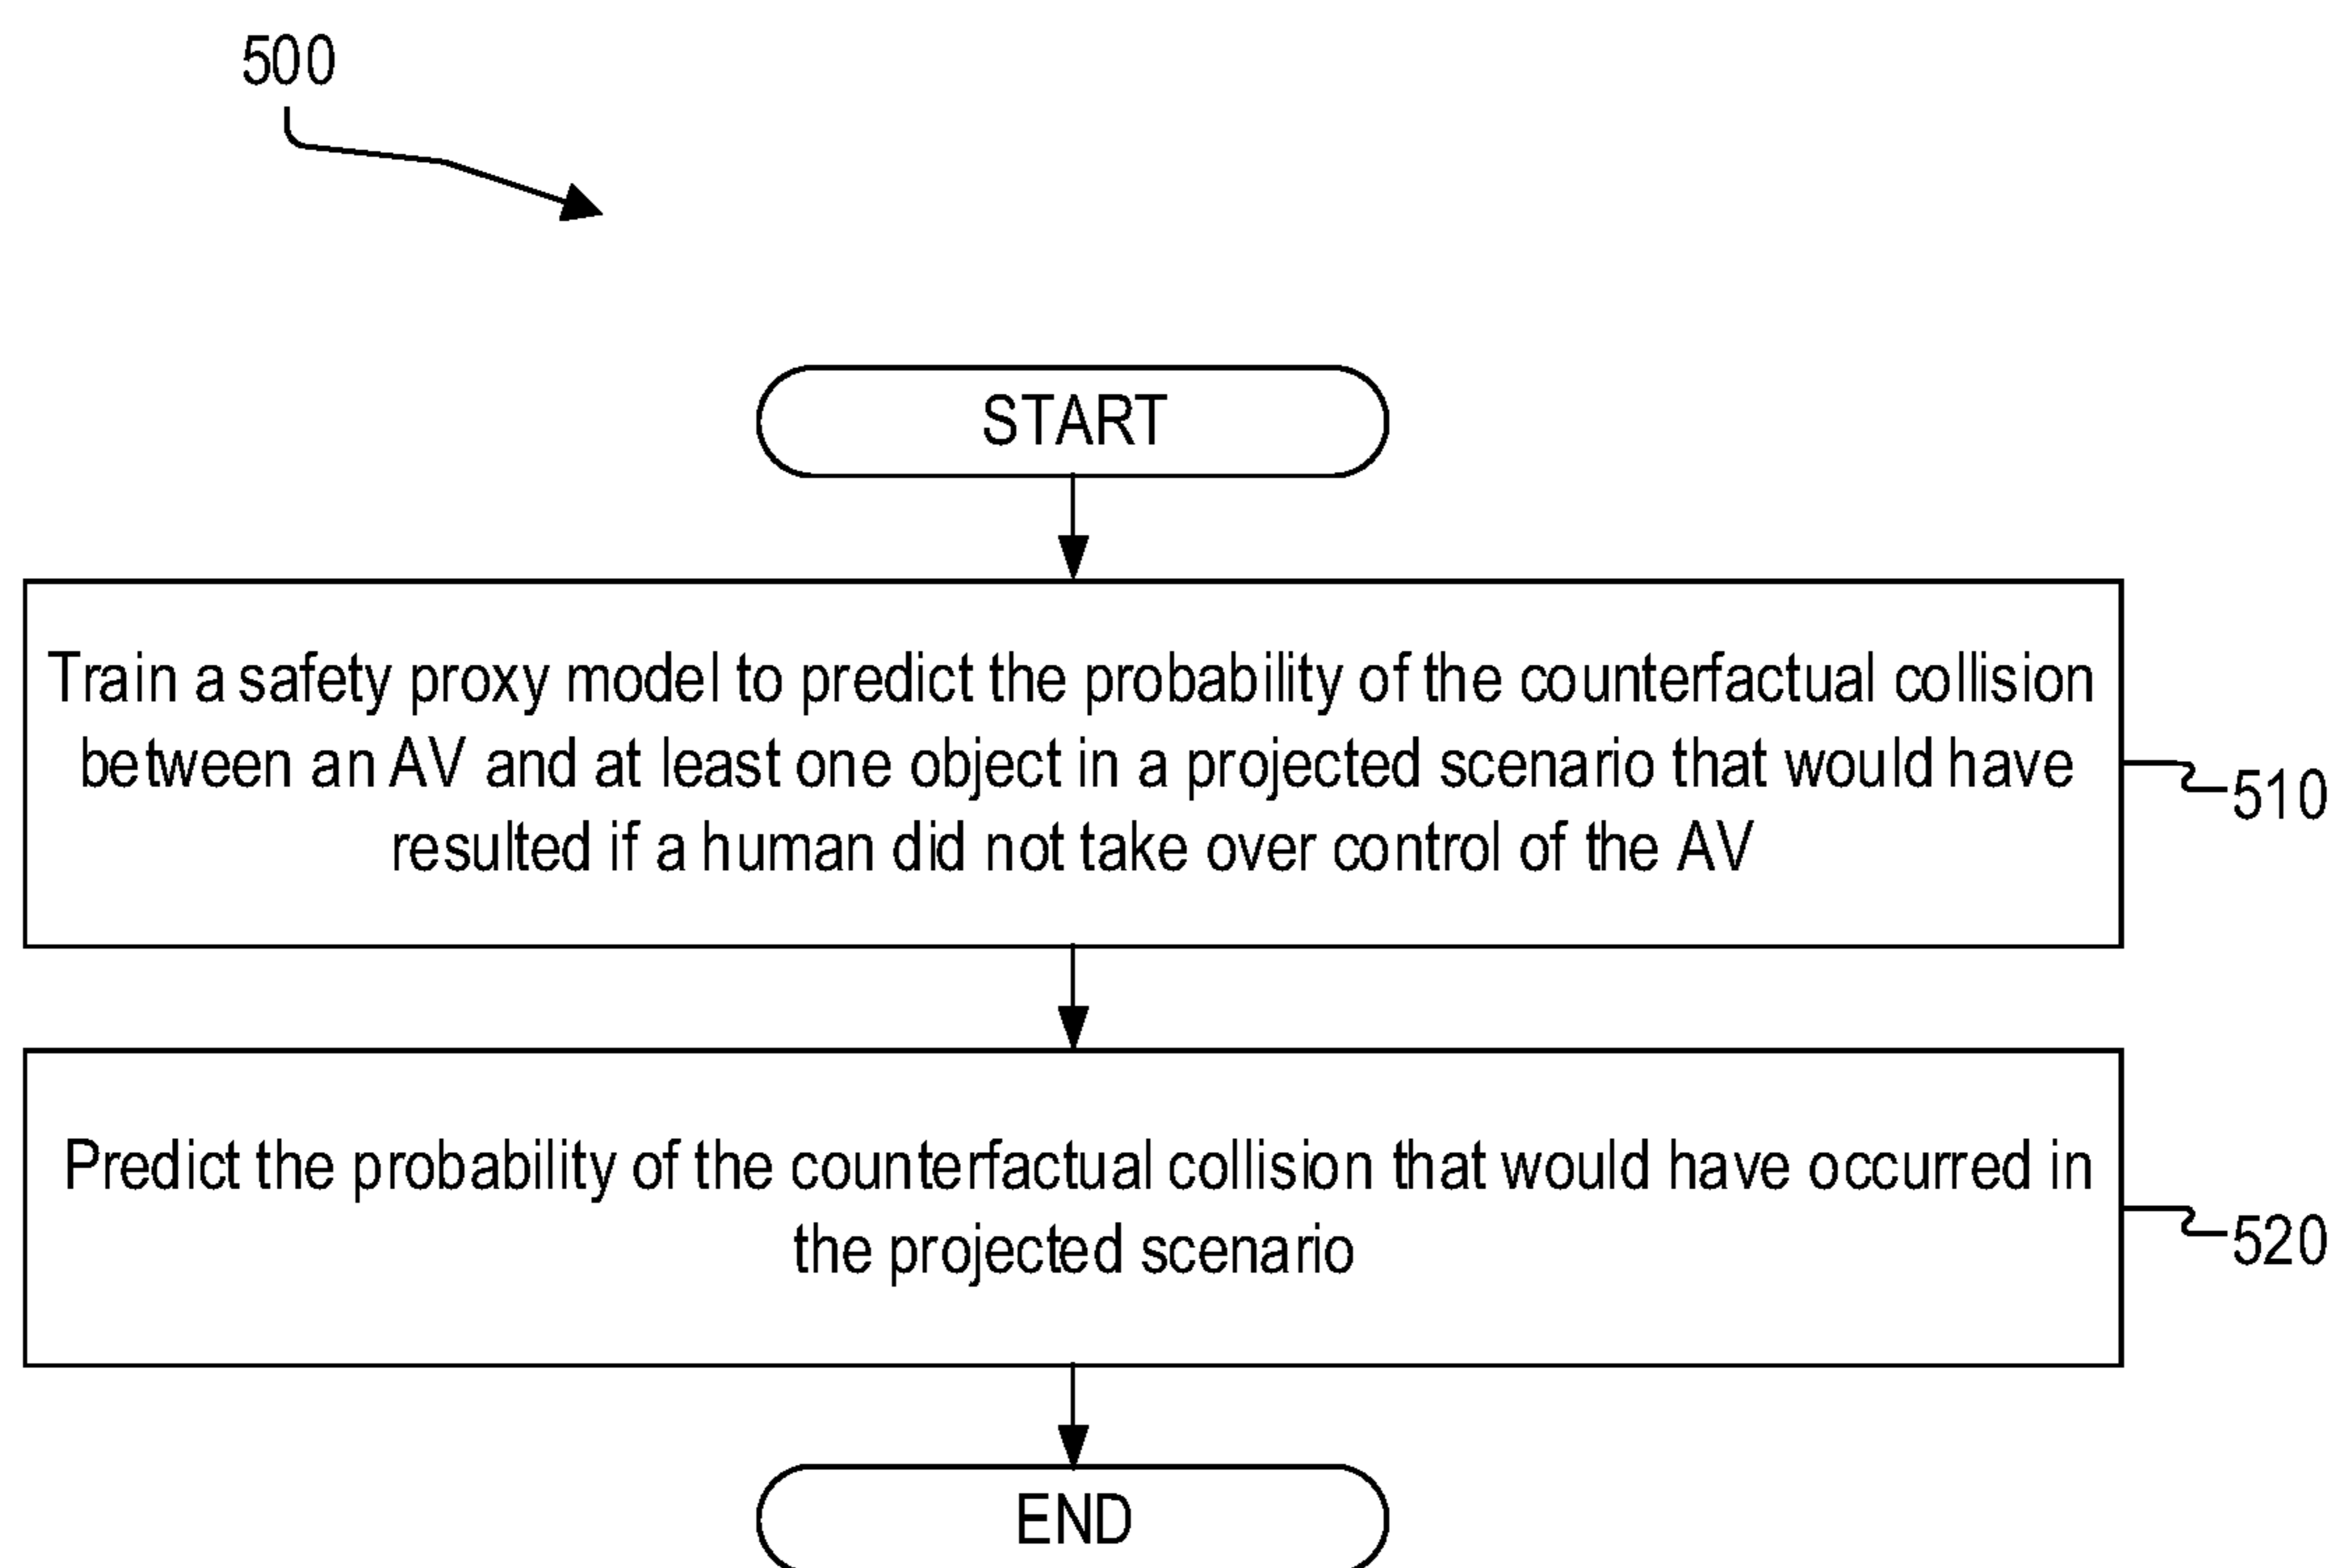 500
START
Train a safety proxy model to predict the probability of the counterfactual collision
between an AV and at least one object in a projected scenario that would have
resulted if a human did not take over control of the AV
510
Predict the probability of the counterfactual collision that would have occurred in
the projected scenario
520
END